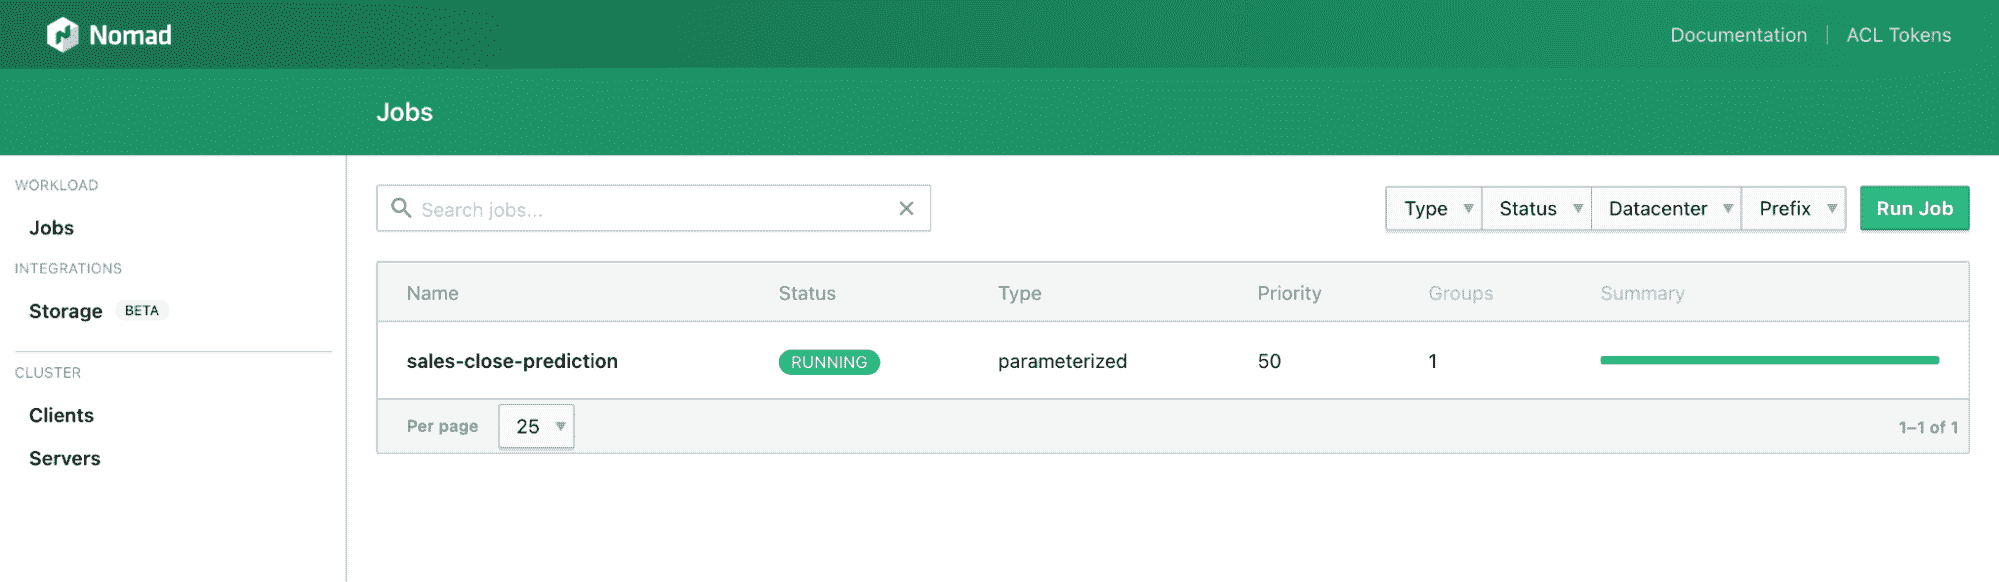 Nomad
Documentation
ACL Tokens
Jobs
WORKLOAD
Jobs
INTEGRATIONS
Storage BETA
CLUSTER
Clients
Servers
Search jobs...
Type Status Datacenter Prefix Run Job
Name Status Type Priority Groups Summary
sales-close-prediction RUNNING parameterized 50 1
Per page 25 1–1 of 1